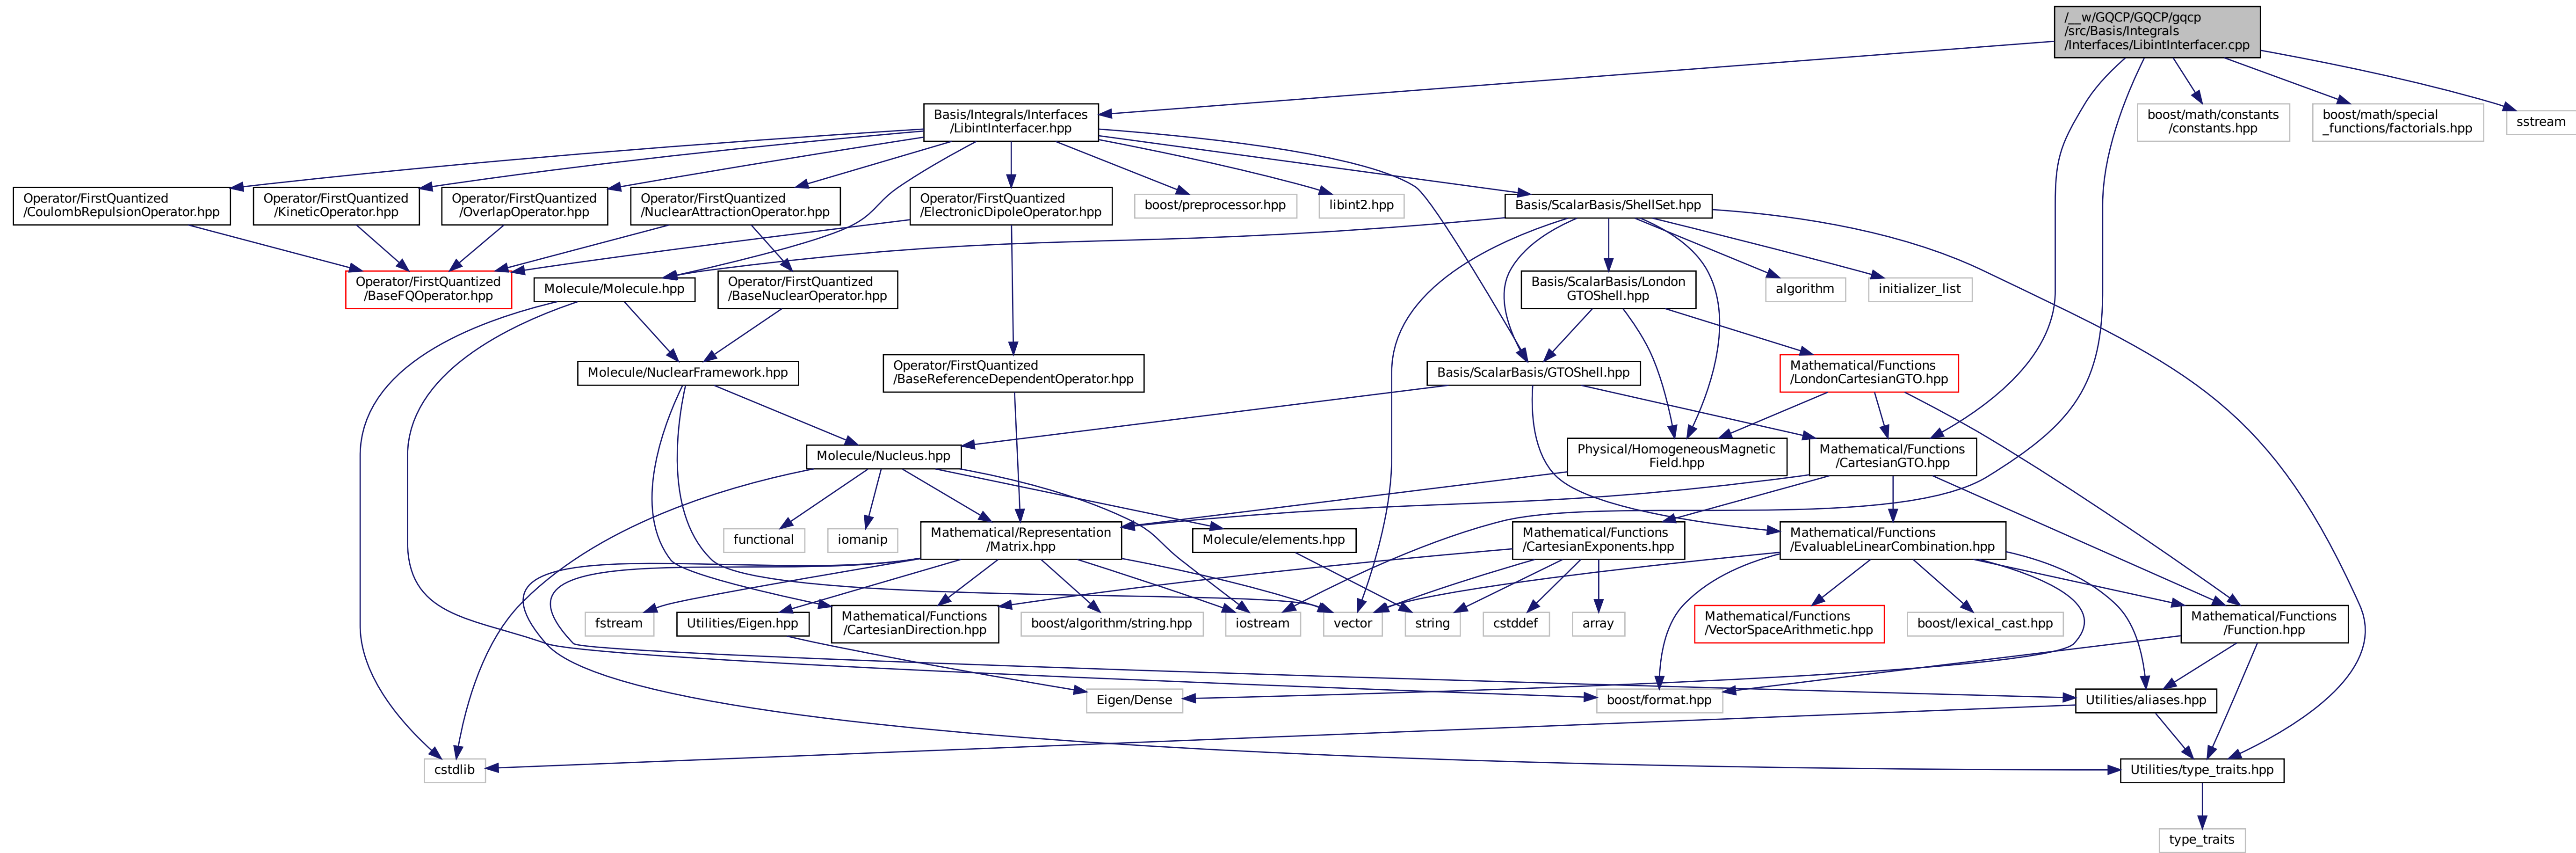 /__w/GQCP/GQCP/gqcp
/src/Basis/Integrals
/Interfaces/LibintInterfacer.cpp
Basis/Integrals/Interfaces
/LibintInterfacer.hpp
boost/math/constants
/constants.hpp
boost/math/special
_functions/factorials.hpp
sstream
Operator/FirstQuantized
/CoulombRepulsionOperator.hpp
Operator/FirstQuantized
/KineticOperator.hpp
Operator/FirstQuantized
/OverlapOperator.hpp
Operator/FirstQuantized
/NuclearAttractionOperator.hpp
Operator/FirstQuantized
/ElectronicDipoleOperator.hpp
boost/preprocessor.hpp
libint2.hpp
Basis/ScalarBasis/ShellSet.hpp
Operator/FirstQuantized
/BaseFQOperator.hpp
Molecule/Molecule.hpp
Operator/FirstQuantized
/BaseNuclearOperator.hpp
Basis/ScalarBasis/London
GTOShell.hpp
algorithm
initializer_list
Molecule/NuclearFramework.hpp
Operator/FirstQuantized
/BaseReferenceDependentOperator.hpp
Basis/ScalarBasis/GTOShell.hpp
Mathematical/Functions
/LondonCartesianGTO.hpp
Molecule/Nucleus.hpp
Physical/HomogeneousMagnetic
Field.hpp
Mathematical/Functions
/CartesianGTO.hpp
functional
iomanip
Mathematical/Representation
/Matrix.hpp
Molecule/elements.hpp
Mathematical/Functions
/CartesianExponents.hpp
Mathematical/Functions
/EvaluableLinearCombination.hpp
fstream
Utilities/Eigen.hpp
Mathematical/Functions
/CartesianDirection.hpp
boost/algorithm/string.hpp
iostream
vector
string
cstddef
array
Mathematical/Functions
/VectorSpaceArithmetic.hpp
boost/lexical_cast.hpp
Mathematical/Functions
/Function.hpp
Eigen/Dense
boost/format.hpp
Utilities/aliases.hpp
cstdlib
Utilities/type_traits.hpp
type_traits